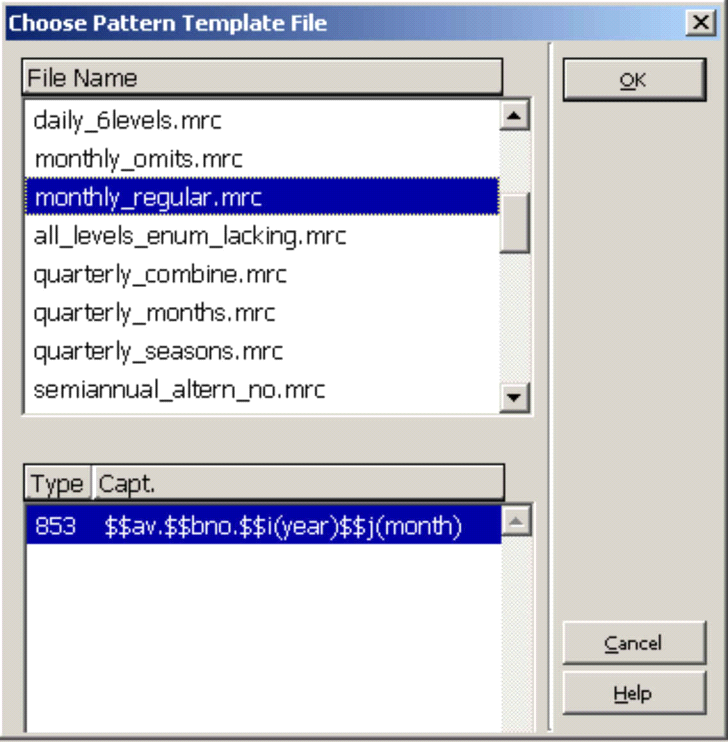 Choose Pattern Template File
File Name
OK
daily_6levels.mrc
monthly_omits.mrc
monthly_regular.mrc
all_levels_enum_lacking.mrc
quarterly_combine.mrc
quarterly_months.mrc
quarterly_seasons.mrc
semiannual_altern_no.mrc
Type Capt.
853 $$av.$$bno.$$i(year)$$j(month)
Cancel
Help